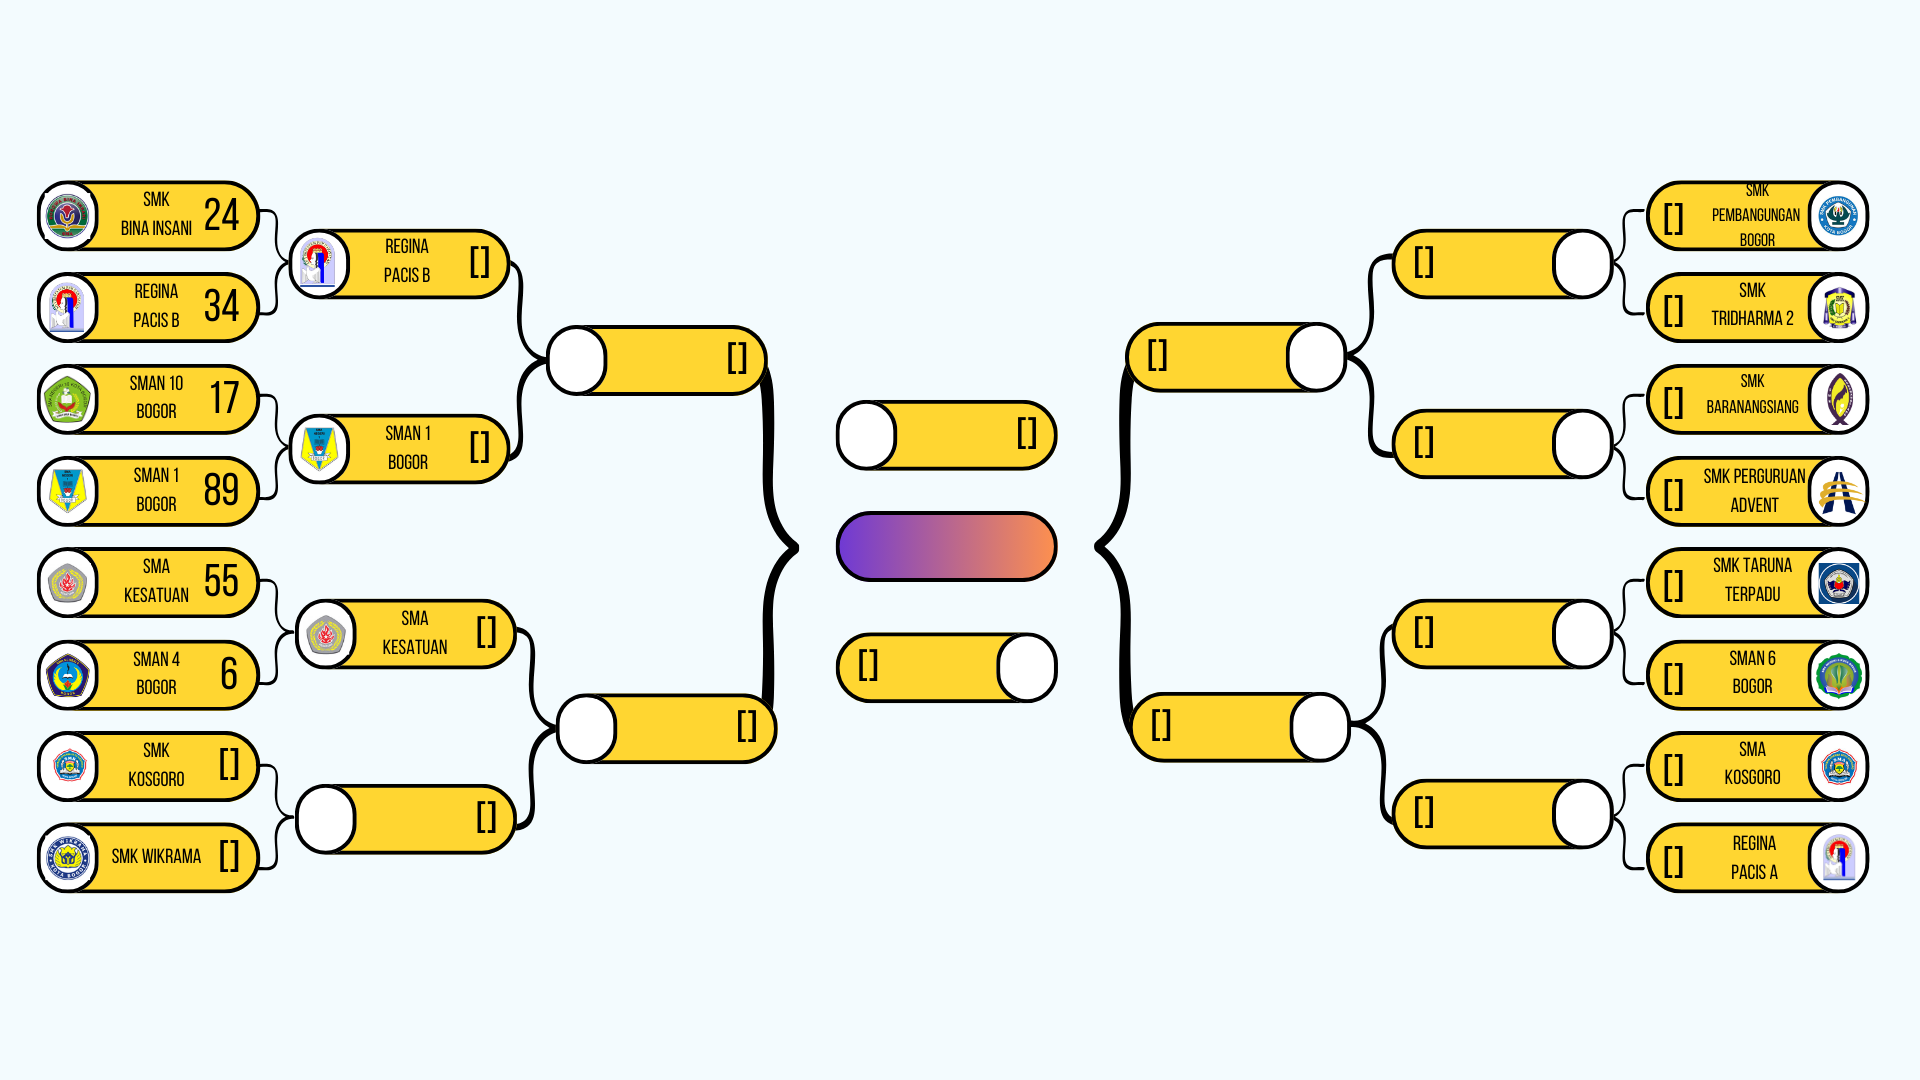 SMK
BINA INSANI
24
REGINA
PACIS B
34
SMAN 10
BOGOR
17
SMAN 1
BOGOR
89
SMA
KESATUAN
55
SMAN 4
BOGOR
6
SMK
KOSGORO
[]
SMK WIKRAMA
[]
REGINA
PACIS B
[]
SMAN 1
BOGOR
[]
SMA
KESATUAN
[]
[]
[]
[]
[]
[]
[]
[]
[]
[]
[]
[]
[]
SMK
PEMBANGUNGAN
BOGOR
[]
SMK
TRIDHARMA 2
[]
SMK
BARANANGSIANG
[]
SMK PERGURUAN
ADVENT
[]
SMK TARUNA
TERPADU
[]
SMAN 6
BOGOR
[]
SMA
KOSGORO
[]
REGINA
PACIS A